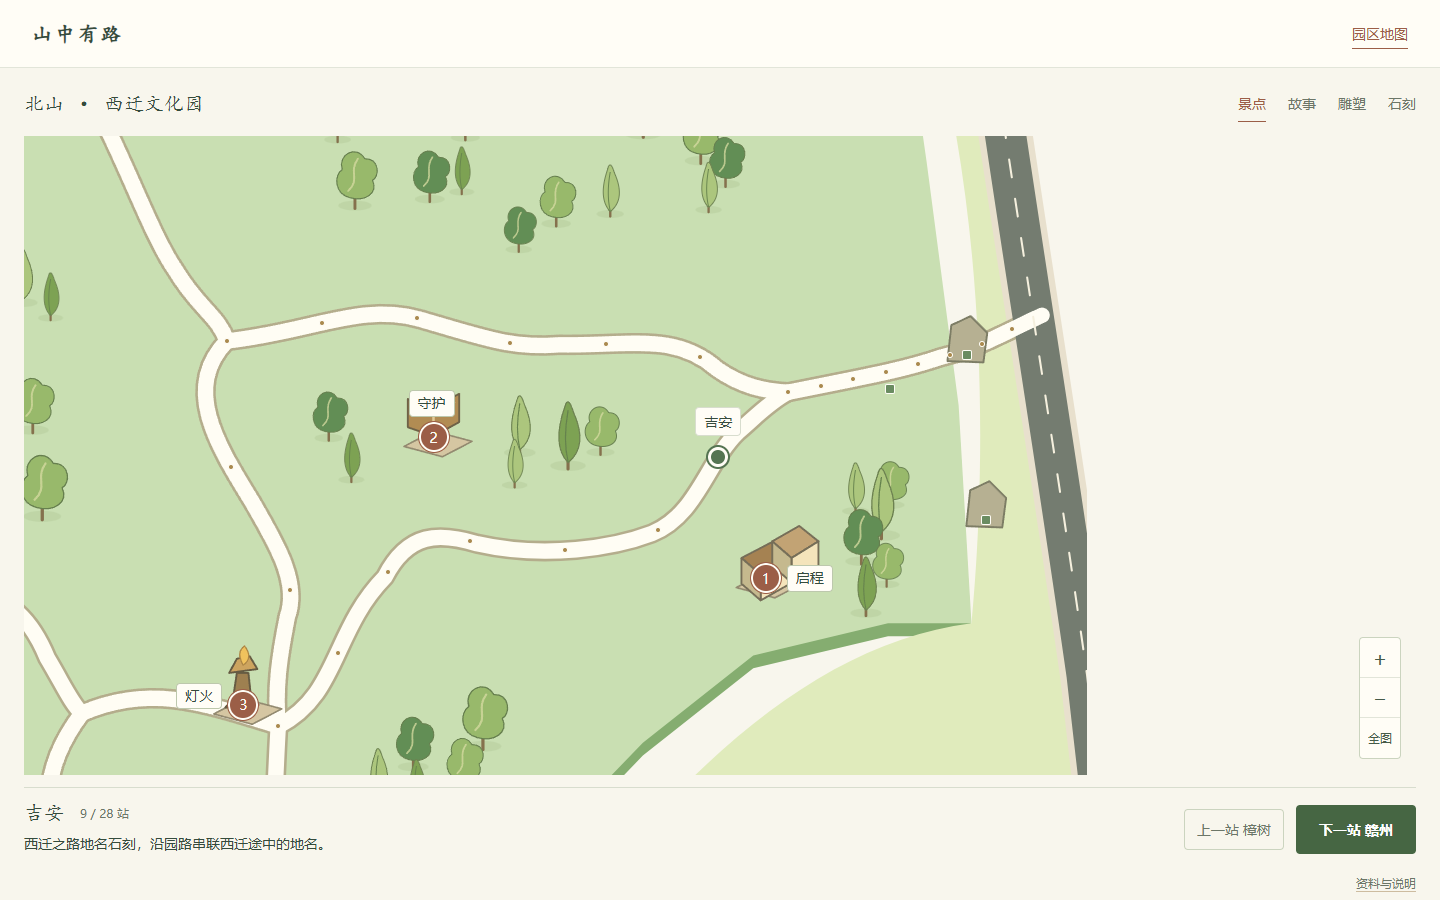 山中有路
园区地图
北山 • 西迁文化园
景点 故事 雕塑 石刻
守护
2
吉安
1
启程
灯火
3
+
−
全图
吉安 9 / 28 站
西迁之路地名石刻，沿园路串联西迁途中的地名。
上一站 樟树
下一站 赣州
资料与说明